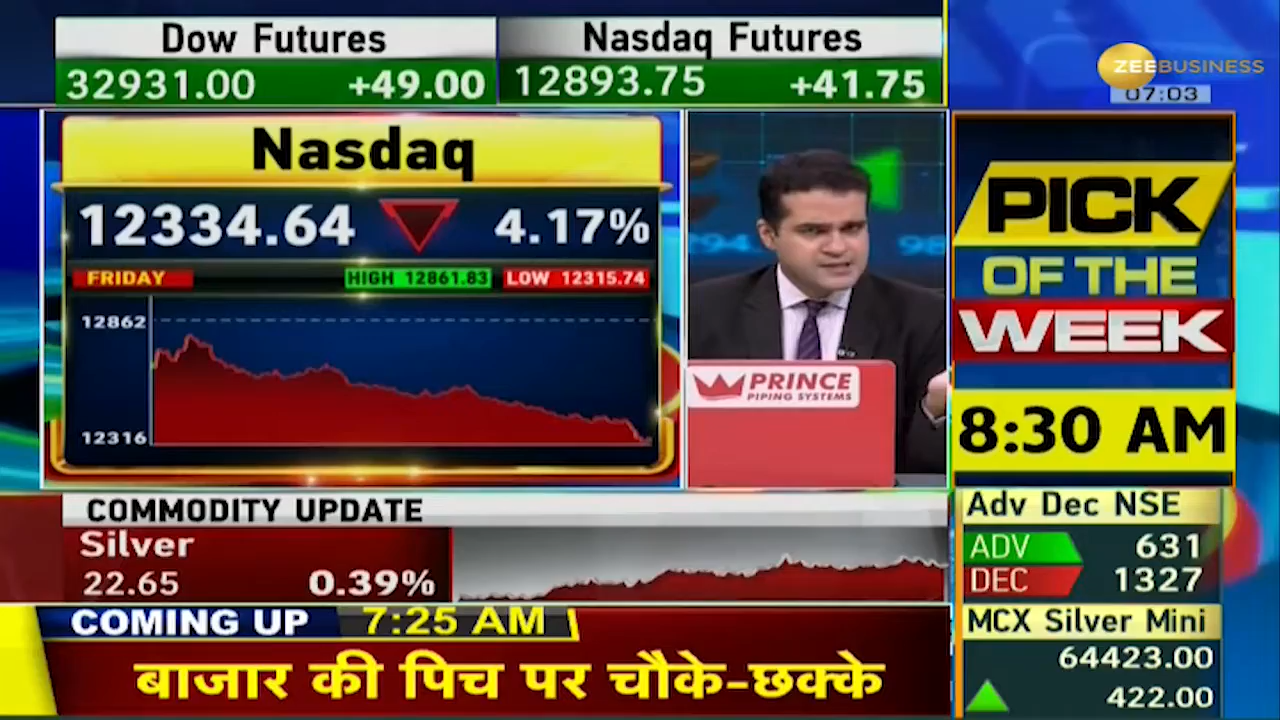 Dow Futures
32931.00 +49.00
Nasdaq Futures
12893.75 +41.75
ZEEBUSINESS
07:03
Nasdaq
12334.64 4.17%
FRIDAY HIGH 12861.83 LOW 12315.74
12862
12316
PRINCE
PIPING SYSTEMS
PICK
OF THE
WEEK
8:30 AM
COMMODITY UPDATE
Silver
22.65 0.39%
Adv Dec NSE
ADV 631
DEC 1327
MCX Silver Mini
64423.00
422.00
COMING UP 7:25 AM
बाजार की पिच पर चौके-छक्के